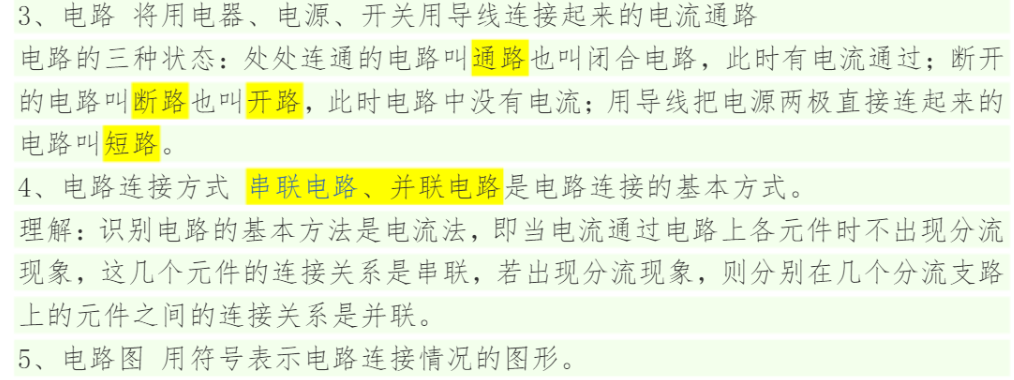 3、电路 将用电器、电源、开关用导线连接起来的电流通路
电路的三种状态：处处连通的电路叫通路也叫闭合电路，此时有电流通过；断开
的电路叫断路也叫开路，此时电路中没有电流；用导线把电源两极直接连起来的
电路叫短路。
4、电路连接方式 串联电路、并联电路是电路连接的基本方式。
理解：识别电路的基本方法是电流法，即当电流通过电路上各元件时不出现分流
现象，这几个元件的连接关系是串联，若出现分流现象，则分别在几个分流支路
上的元件之间的连接关系是并联。
5、电路图 用符号表示电路连接情况的图形。